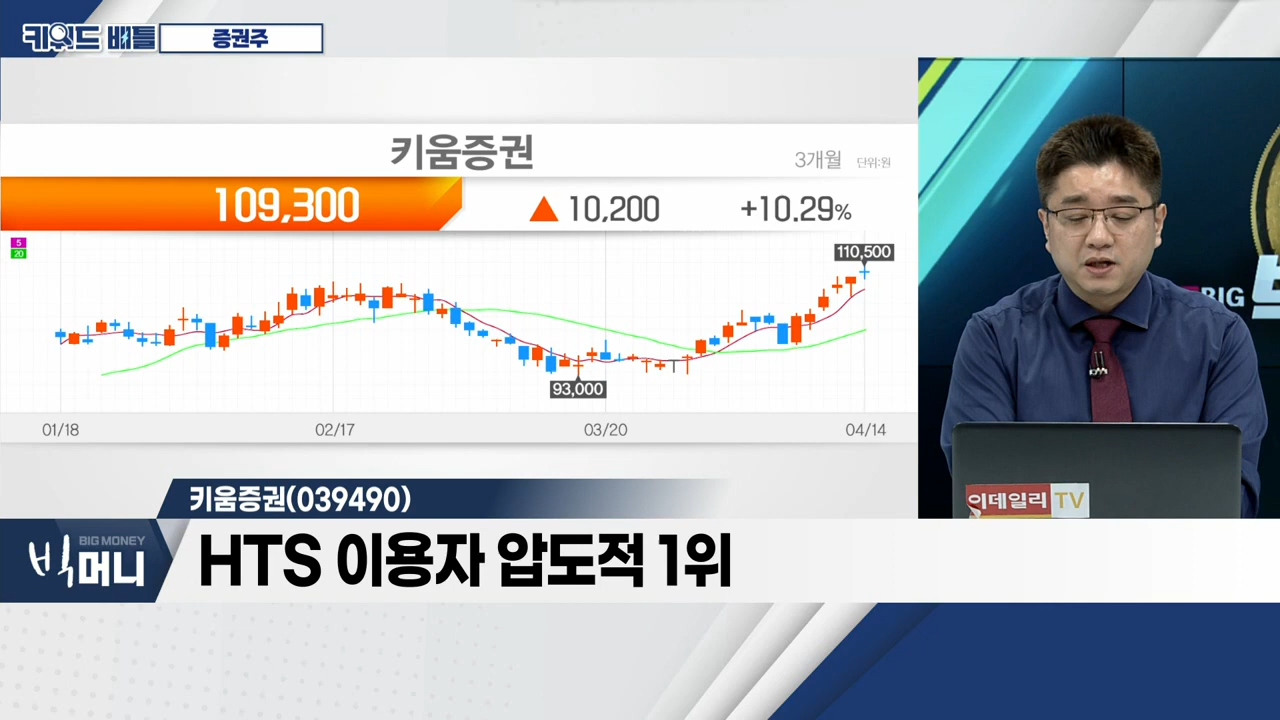 키워드 배틀 증권주
키움증권
3개월 단위:원
109,300 ▲ 10,200 +10.29%
5
20
110,500
93,000
01/18 02/17 03/20 04/14
BIG
이데일리 TV
키움증권(039490)
BIG MONEY
빅머니
HTS 이용자 압도적 1위